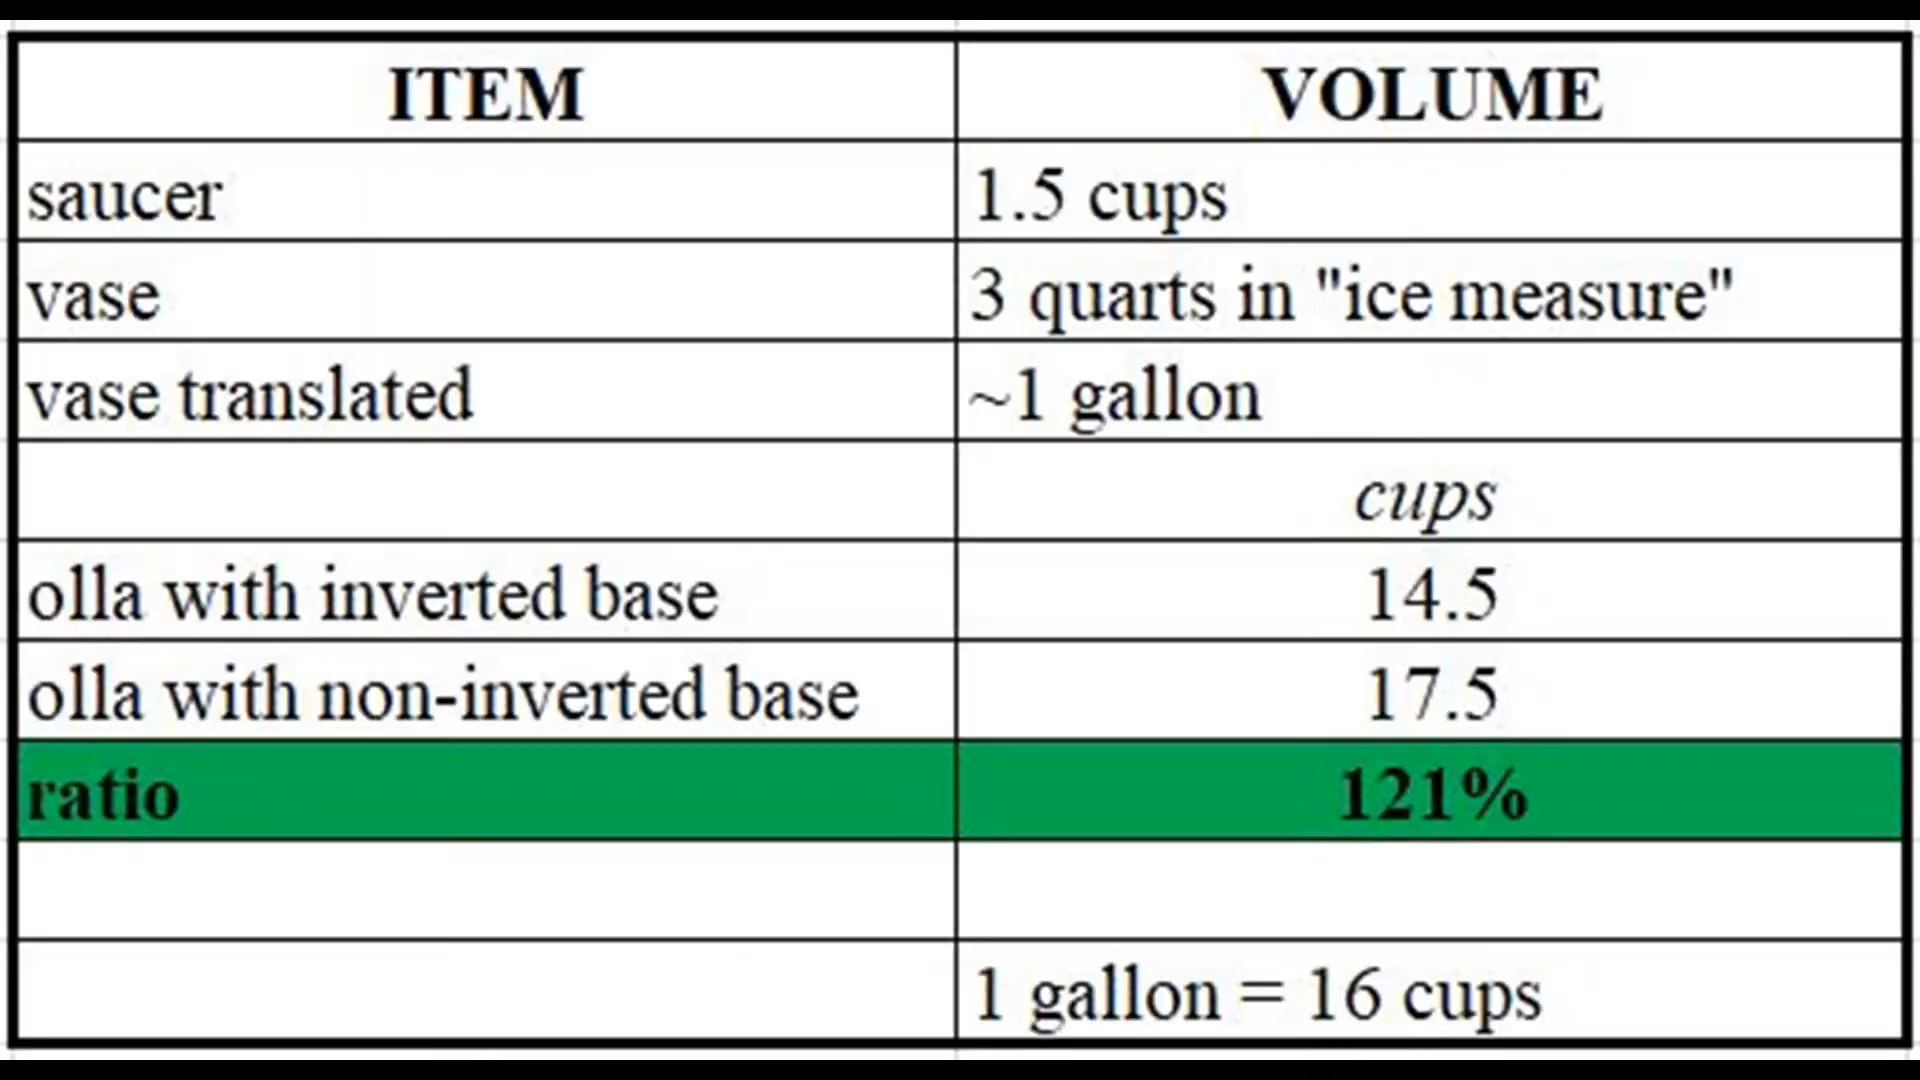 ITEM VOLUME
saucer 1.5 cups
vase 3 quarts in "ice measure"
vase translated ~1 gallon
cups
olla with inverted base 14.5
olla with non-inverted base 17.5
ratio 121%
1 gallon = 16 cups